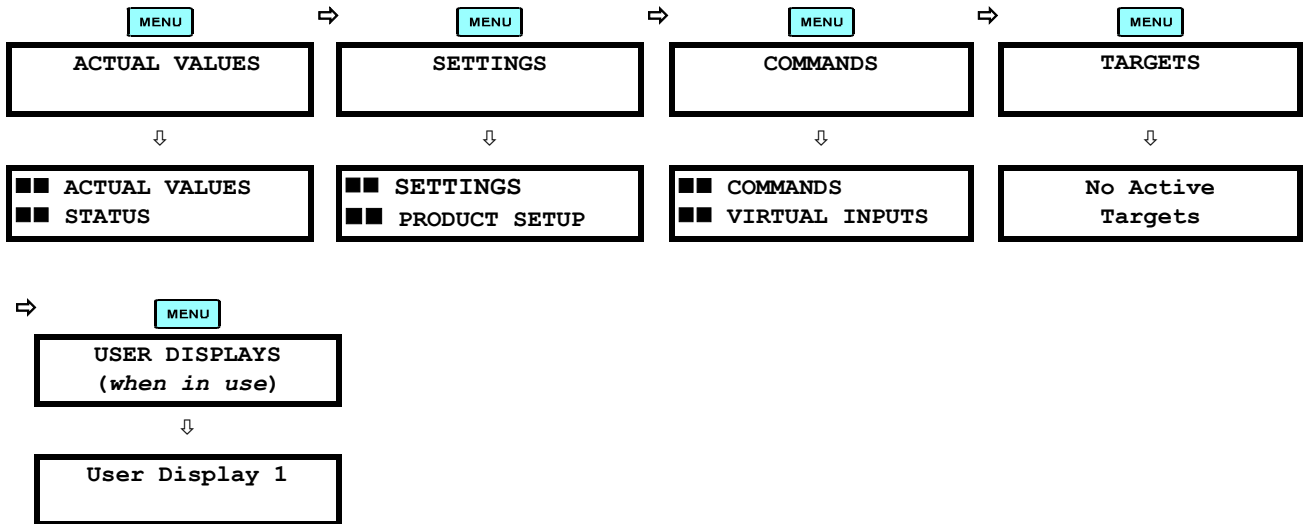 MENU
ACTUAL VALUES
MENU
SETTINGS
MENU
COMMANDS
MENU
TARGETS
ACTUAL VALUES
STATUS
SETTINGS
PRODUCT SETUP
COMMANDS
VIRTUAL INPUTS
No Active
Targets
MENU
USER DISPLAYS
(when in use)
User Display 1